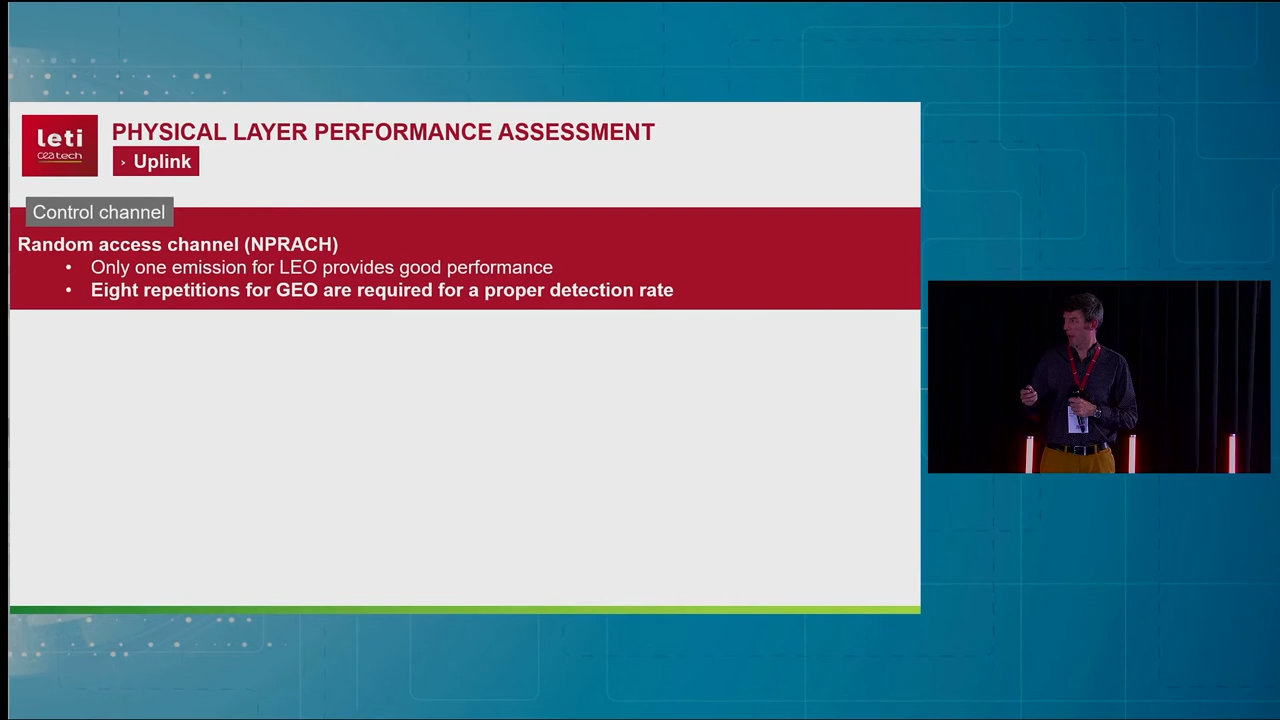 leti
cea tech
PHYSICAL LAYER PERFORMANCE ASSESSMENT
› Uplink
Control channel
Random access channel (NPRACH)
• Only one emission for LEO provides good performance
• Eight repetitions for GEO are required for a proper detection rate